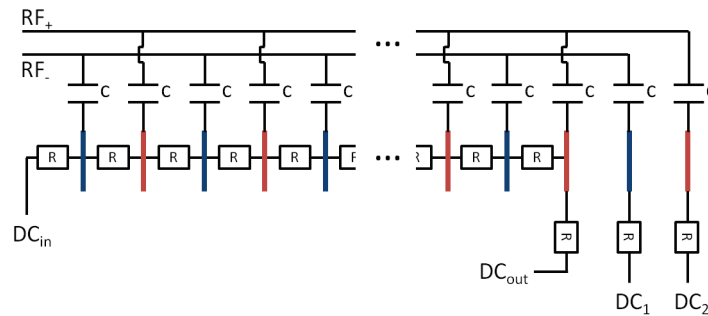 RF+
...
RF-
C C C C C C C C C C
R R R R R R ... R R R
DCin
R R R
DCout
DC1 DC2